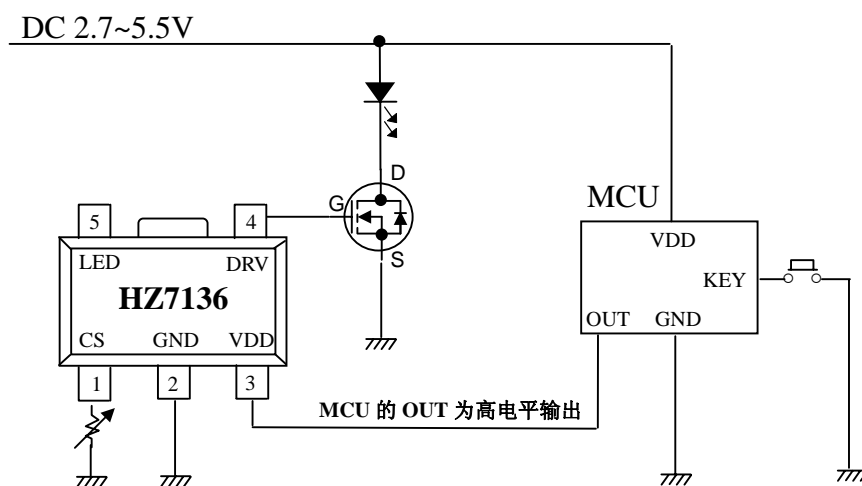 DC 2.7~5.5V
D
G
S
MCU
VDD
KEY
OUT GND
5 4
LED DRV
HZ7136
CS GND VDD
1 2 3
MCU 的 OUT 为高电平输出